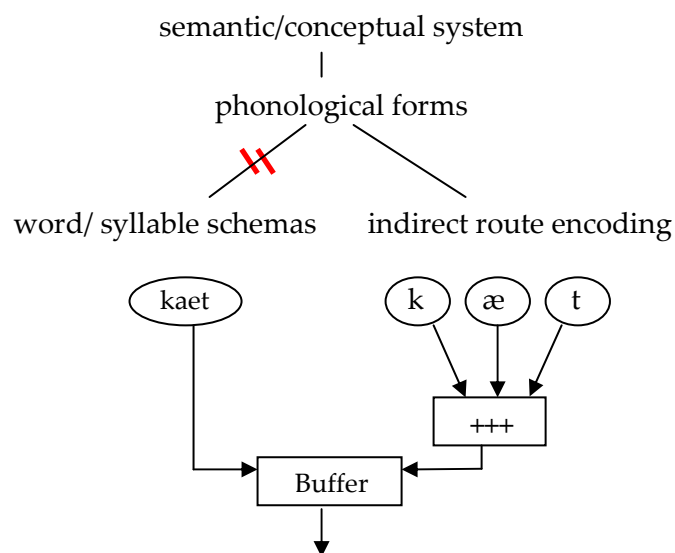 semantic/conceptual system
phonological forms
word/ syllable schemas
indirect route encoding
kaet
k
æ
t
+++
Buffer